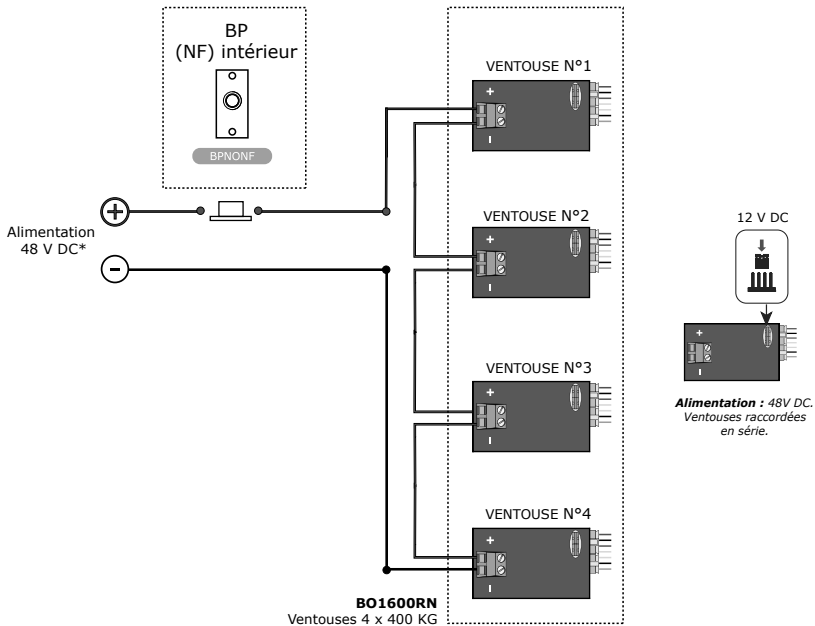 BP
(NF) intérieur
BPNONF
Alimentation
48 V DC*
+
-
VENTOUSE N°1
+
-
VENTOUSE N°2
+
-
VENTOUSE N°3
+
-
VENTOUSE N°4
+
-
BO1600RN
Ventouses 4 x 400 KG
12 V DC
+
-
Alimentation : 48V DC.
Ventouses raccordées
en série.